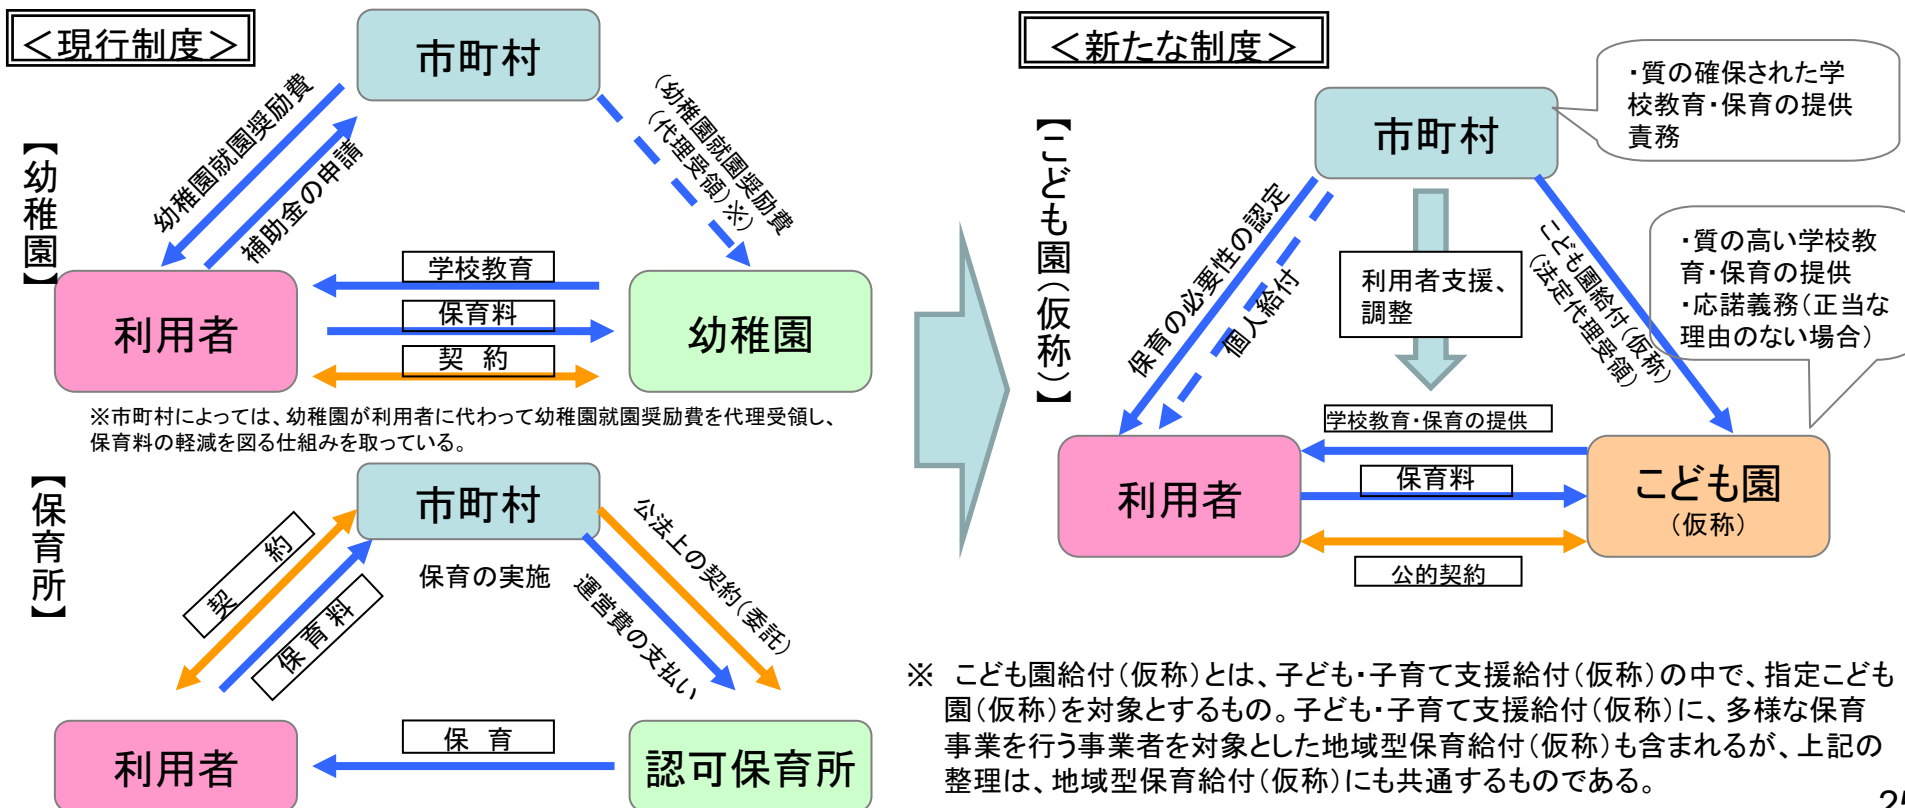 ＜現行制度＞
【幼稚園】
市町村
幼稚園就園奨励費
補助金の申請
(幼稚園就園奨励費
(代理受領)※)
利用者
学校教育
保育料
契 約
幼稚園
※市町村によっては、幼稚園が利用者に代わって幼稚園就園奨励費を代理受領し、
保育料の軽減を図る仕組みを取っている。
【保育所】
市町村
契 約
保育料
保育の実施
公法上の契約(委託)
運営費の支払い
利用者
保 育
認可保育所
＜新たな制度＞
【こども園(仮称)】
市町村
・質の確保された学
校教育・保育の提供
責務
保育の必要性の認定
個人給付
利用者支援、
調整
こども園給付(仮称)
(法定代理受領)
・質の高い学校教
育・保育の提供
・応諾義務(正当な
理由のない場合)
利用者
学校教育・保育の提供
保育料
公的契約
こども園
(仮称)
※ こども園給付(仮称)とは、子ども・子育て支援給付(仮称)の中で、指定こども
園(仮称)を対象とするもの。子ども・子育て支援給付(仮称)に、多様な保育
事業を行う事業者を対象とした地域型保育給付(仮称)も含まれるが、上記の
整理は、地域型保育給付(仮称)にも共通するものである。